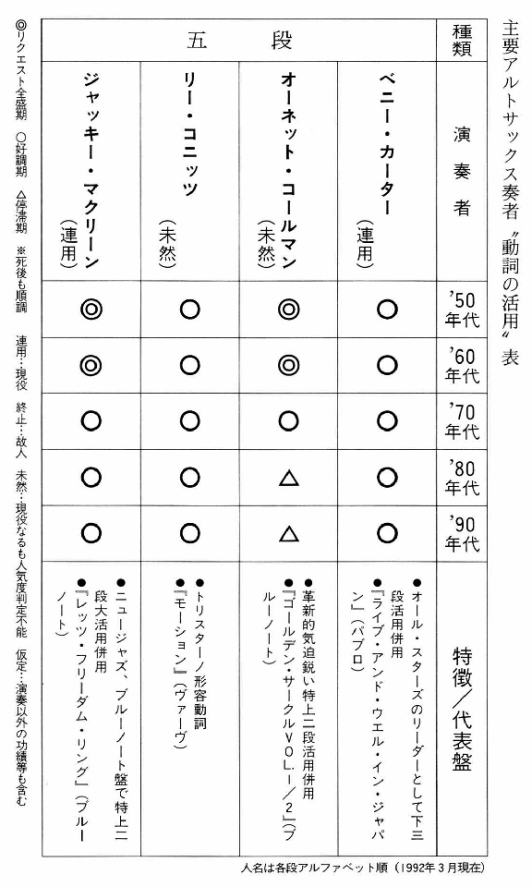 主要アルトサックス奏者〝動詞の活用〟表
種類
五段
演奏者
ベニー・カーター
(連用)
オーネット・コールマン
(未然)
リー・コニッツ
(未然)
ジャッキー・マクリーン
(連用)
'50
年代
○
◎
○
◎
'60
年代
○
◎
○
◎
'70
年代
○
○
○
○
'80
年代
○
△
○
○
'90
年代
○
△
○
○
特徴/代表盤
●オール・スターズのリーダーとして下三
段活用併用
●『ライブ・アンド・ウエル・イン・ジャパ
ン』(パブロ)
●革新的気迫鋭い特上二段活用併用
●『ゴールデン・サークルVOL.1/2』(ブ
ルーノート)
●トリスターノ形容動詞
●『モーション』(ヴァーヴ)
●ニュージャズ、ブルーノート盤で特上二
段大活用併用
●『レッツ・フリーダム・リング』(ブルー
ノート)
◎リクエスト全盛期 ○好調期 △停滞期 ※死後も順調 連用…現役 終止…故人 未然…現役なるも人気度判定不能 仮定…演奏以外の功績等も含む
人名は各段アルファベット順(1992年3月現在)